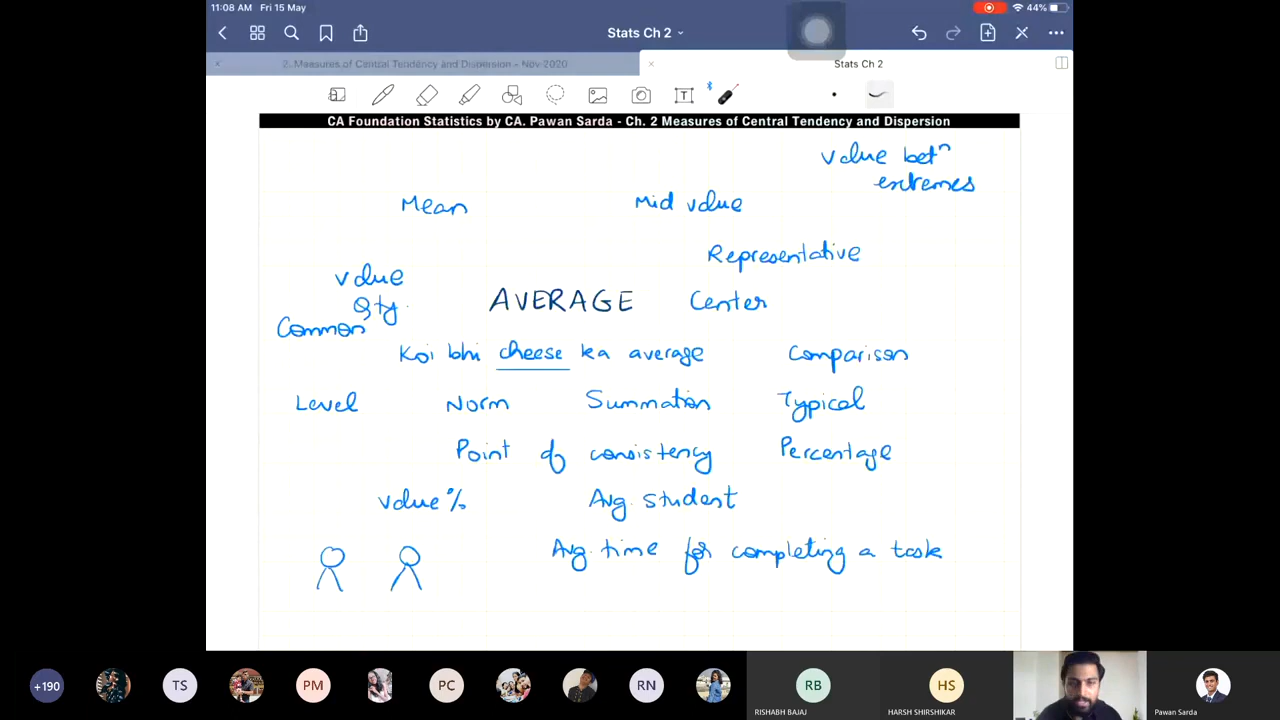 11:08 AM Fri 15 May
44%
Stats Ch 2
2. Measures of Central Tendency and Dispersion - Nov 2020
Stats Ch 2
T
CA Foundation Statistics by CA. Pawan Sarda - Ch. 2 Measures of Central Tendency and Dispersion
value betn
extremes
Mean
Mid value
Representative
value
Qty.
AVERAGE
Center
Common
Koi bhi cheese ka average
Comparison
Level
Norm
Summation
Typical
Point of consistency
Percentage
value %
Avg. student
Avg. time for completing a task
+190
TS
PM
PC
RN
RB
RISHABH BAJAJ
HS
HARSH SHIRSHIKAR
Pawan Sarda